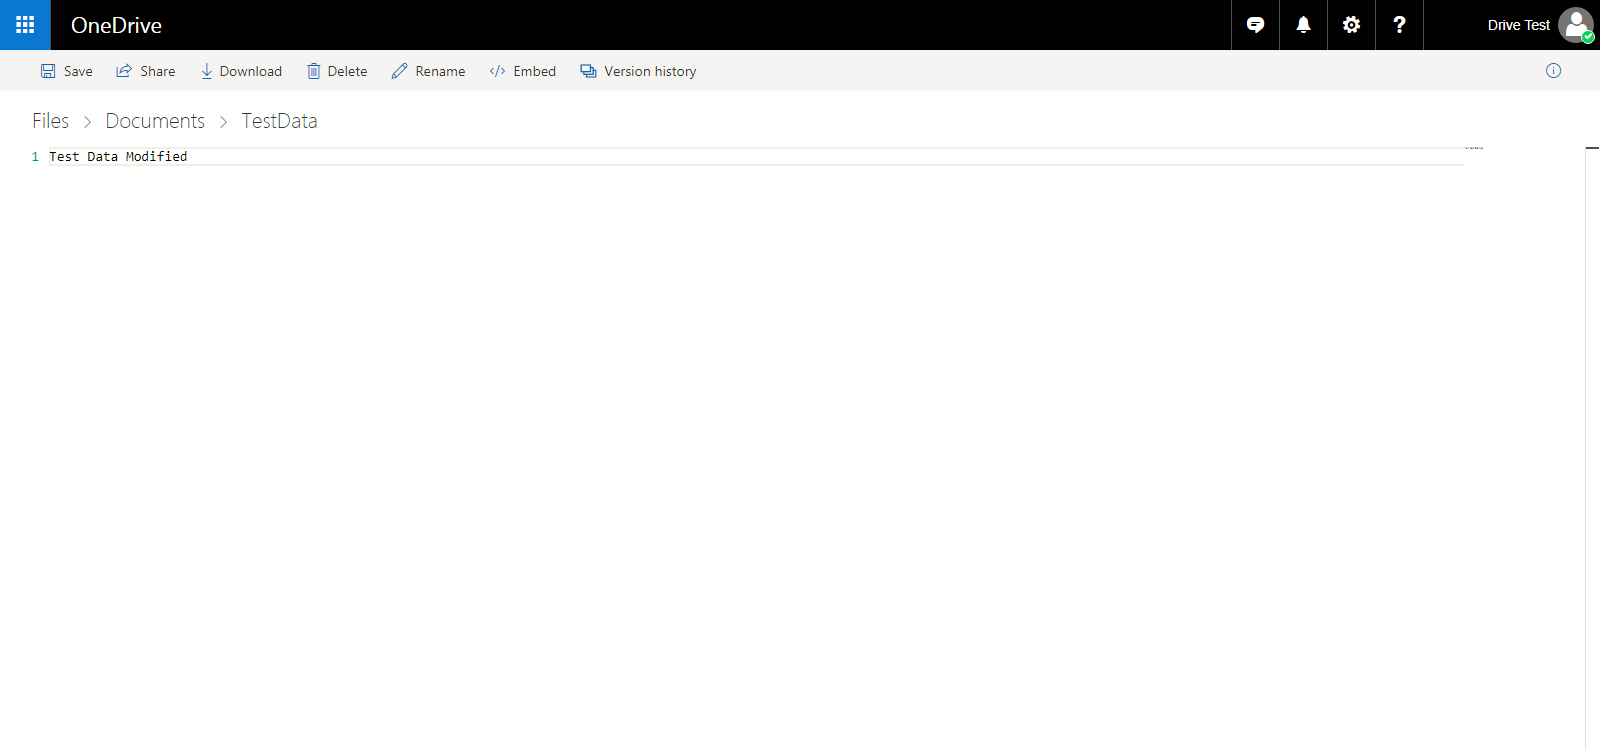 OneDrive
Drive Test
Save Share Download Delete Rename Embed Version history
Files > Documents > TestData
1 Test Data Modified